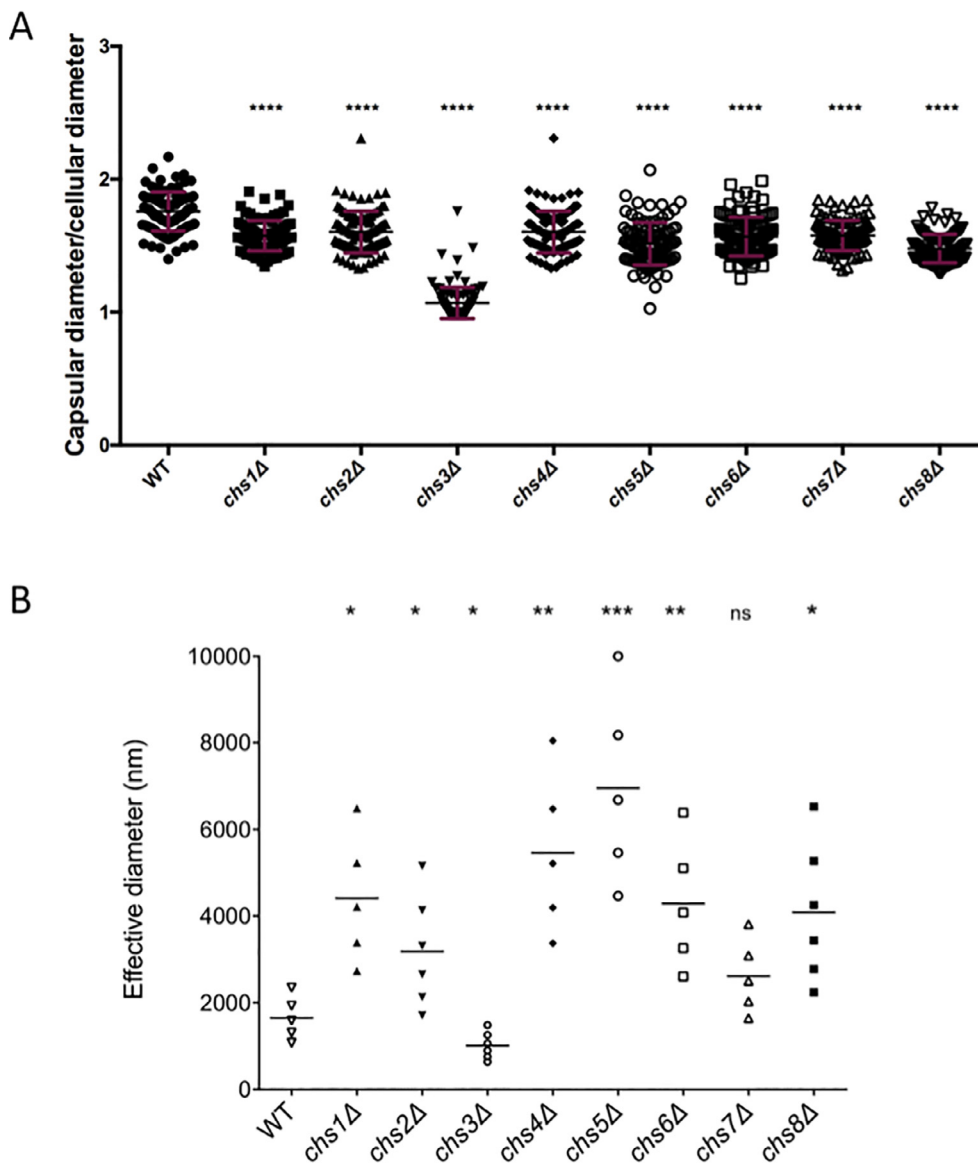 A
3
2
1
0
Capsular diameter/cellular diameter
**** **** **** **** **** **** **** ****
WT chs1Δ chs2Δ chs3Δ chs4Δ chs5Δ chs6Δ chs7Δ chs8Δ
B
* * * ** *** ** ns *
10000
8000
6000
4000
2000
0
Effective diameter (nm)
WT chs1Δ chs2Δ chs3Δ chs4Δ chs5Δ chs6Δ chs7Δ chs8Δ